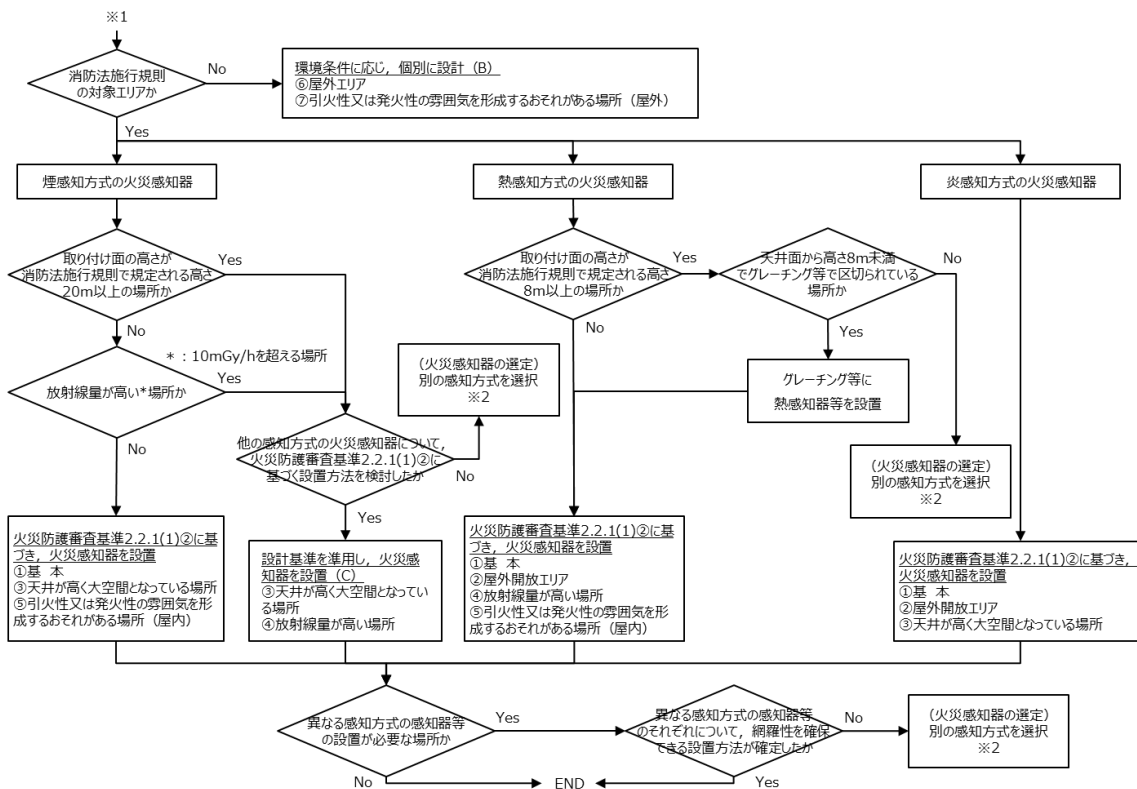 ※1
消防法施行規則
の対象エリアか
No
Yes
環境条件に応じ，個別に設計（B）
⑥屋外エリア
⑦引火性又は発火性の雰囲気を形成するおそれがある場所（屋外）
煙感知方式の火災感知器
熱感知方式の火災感知器
炎感知方式の火災感知器
取り付け面の高さが
消防法施行規則で規定される高さ
20m以上の場所か
Yes
No
取り付け面の高さが
消防法施行規則で規定される高さ
8m以上の場所か
Yes
No
天井面から高さ8m未満
でグレーチング等で区切られている
場所か
No
Yes
＊：10mGy/hを超える場所
放射線量が高い*場所か
Yes
No
（火災感知器の選定）
別の感知方式を選択
※2
グレーチング等に
熱感知器等を設置
他の感知方式の火災感知器について，
火災防護審査基準2.2.1(1)②に
基づく設置方法を検討したか
No
Yes
（火災感知器の選定）
別の感知方式を選択
※2
火災防護審査基準2.2.1(1)②に基
づき，火災感知器を設置
①基　本
③天井が高く大空間となっている場所
⑤引火性又は発火性の雰囲気を形
成するおそれがある場所（屋内）
設計基準を準用し，火災感
知器を設置（C）
③天井が高く大空間となってい
る場所
④放射線量が高い場所
火災防護審査基準2.2.1(1)②に基
づき，火災感知器を設置
①基　本
②屋外開放エリア
④放射線量が高い場所
⑤引火性又は発火性の雰囲気を形
成するおそれがある場所（屋内）
火災防護審査基準2.2.1(1)②に基づき，
火災感知器を設置
①基　本
②屋外開放エリア
③天井が高く大空間となっている場所
異なる感知方式の感知器等
の設置が必要な場所か
Yes
No
異なる感知方式の感知器等
のそれぞれについて，網羅性を確保
できる設置方法が確定したか
No
Yes
（火災感知器の選定）
別の感知方式を選択
※2
END